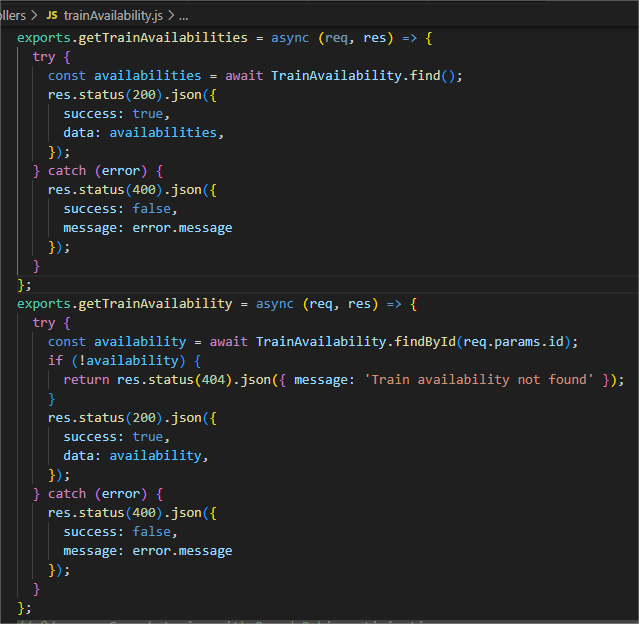 ollers > JS trainAvailability.js > ...
exports.getTrainAvailabilities = async (req, res) => {
  try {
    const availabilities = await TrainAvailability.find();
    res.status(200).json({
      success: true,
      data: availabilities,
    });
  } catch (error) {
    res.status(400).json({
      success: false,
      message: error.message
    });
  }
};
exports.getTrainAvailability = async (req, res) => {
  try {
    const availability = await TrainAvailability.findById(req.params.id);
    if (!availability) {
      return res.status(404).json({ message: 'Train availability not found' });
    }
    res.status(200).json({
      success: true,
      data: availability,
    });
  } catch (error) {
    res.status(400).json({
      success: false,
      message: error.message
    });
  }
};